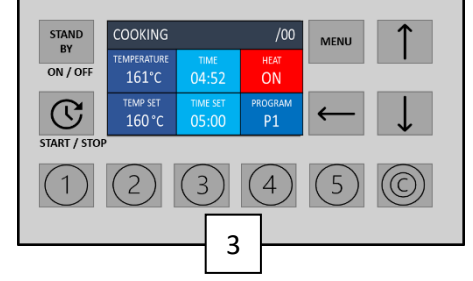 STAND
BY
ON / OFF
COOKING /00
TEMPERATURE TIME HEAT
161°C 04:52 ON
TEMP SET TIME SET PROGRAM
160°C 05:00 P1
MENU
START / STOP
1 2 3 4 5 ©
3